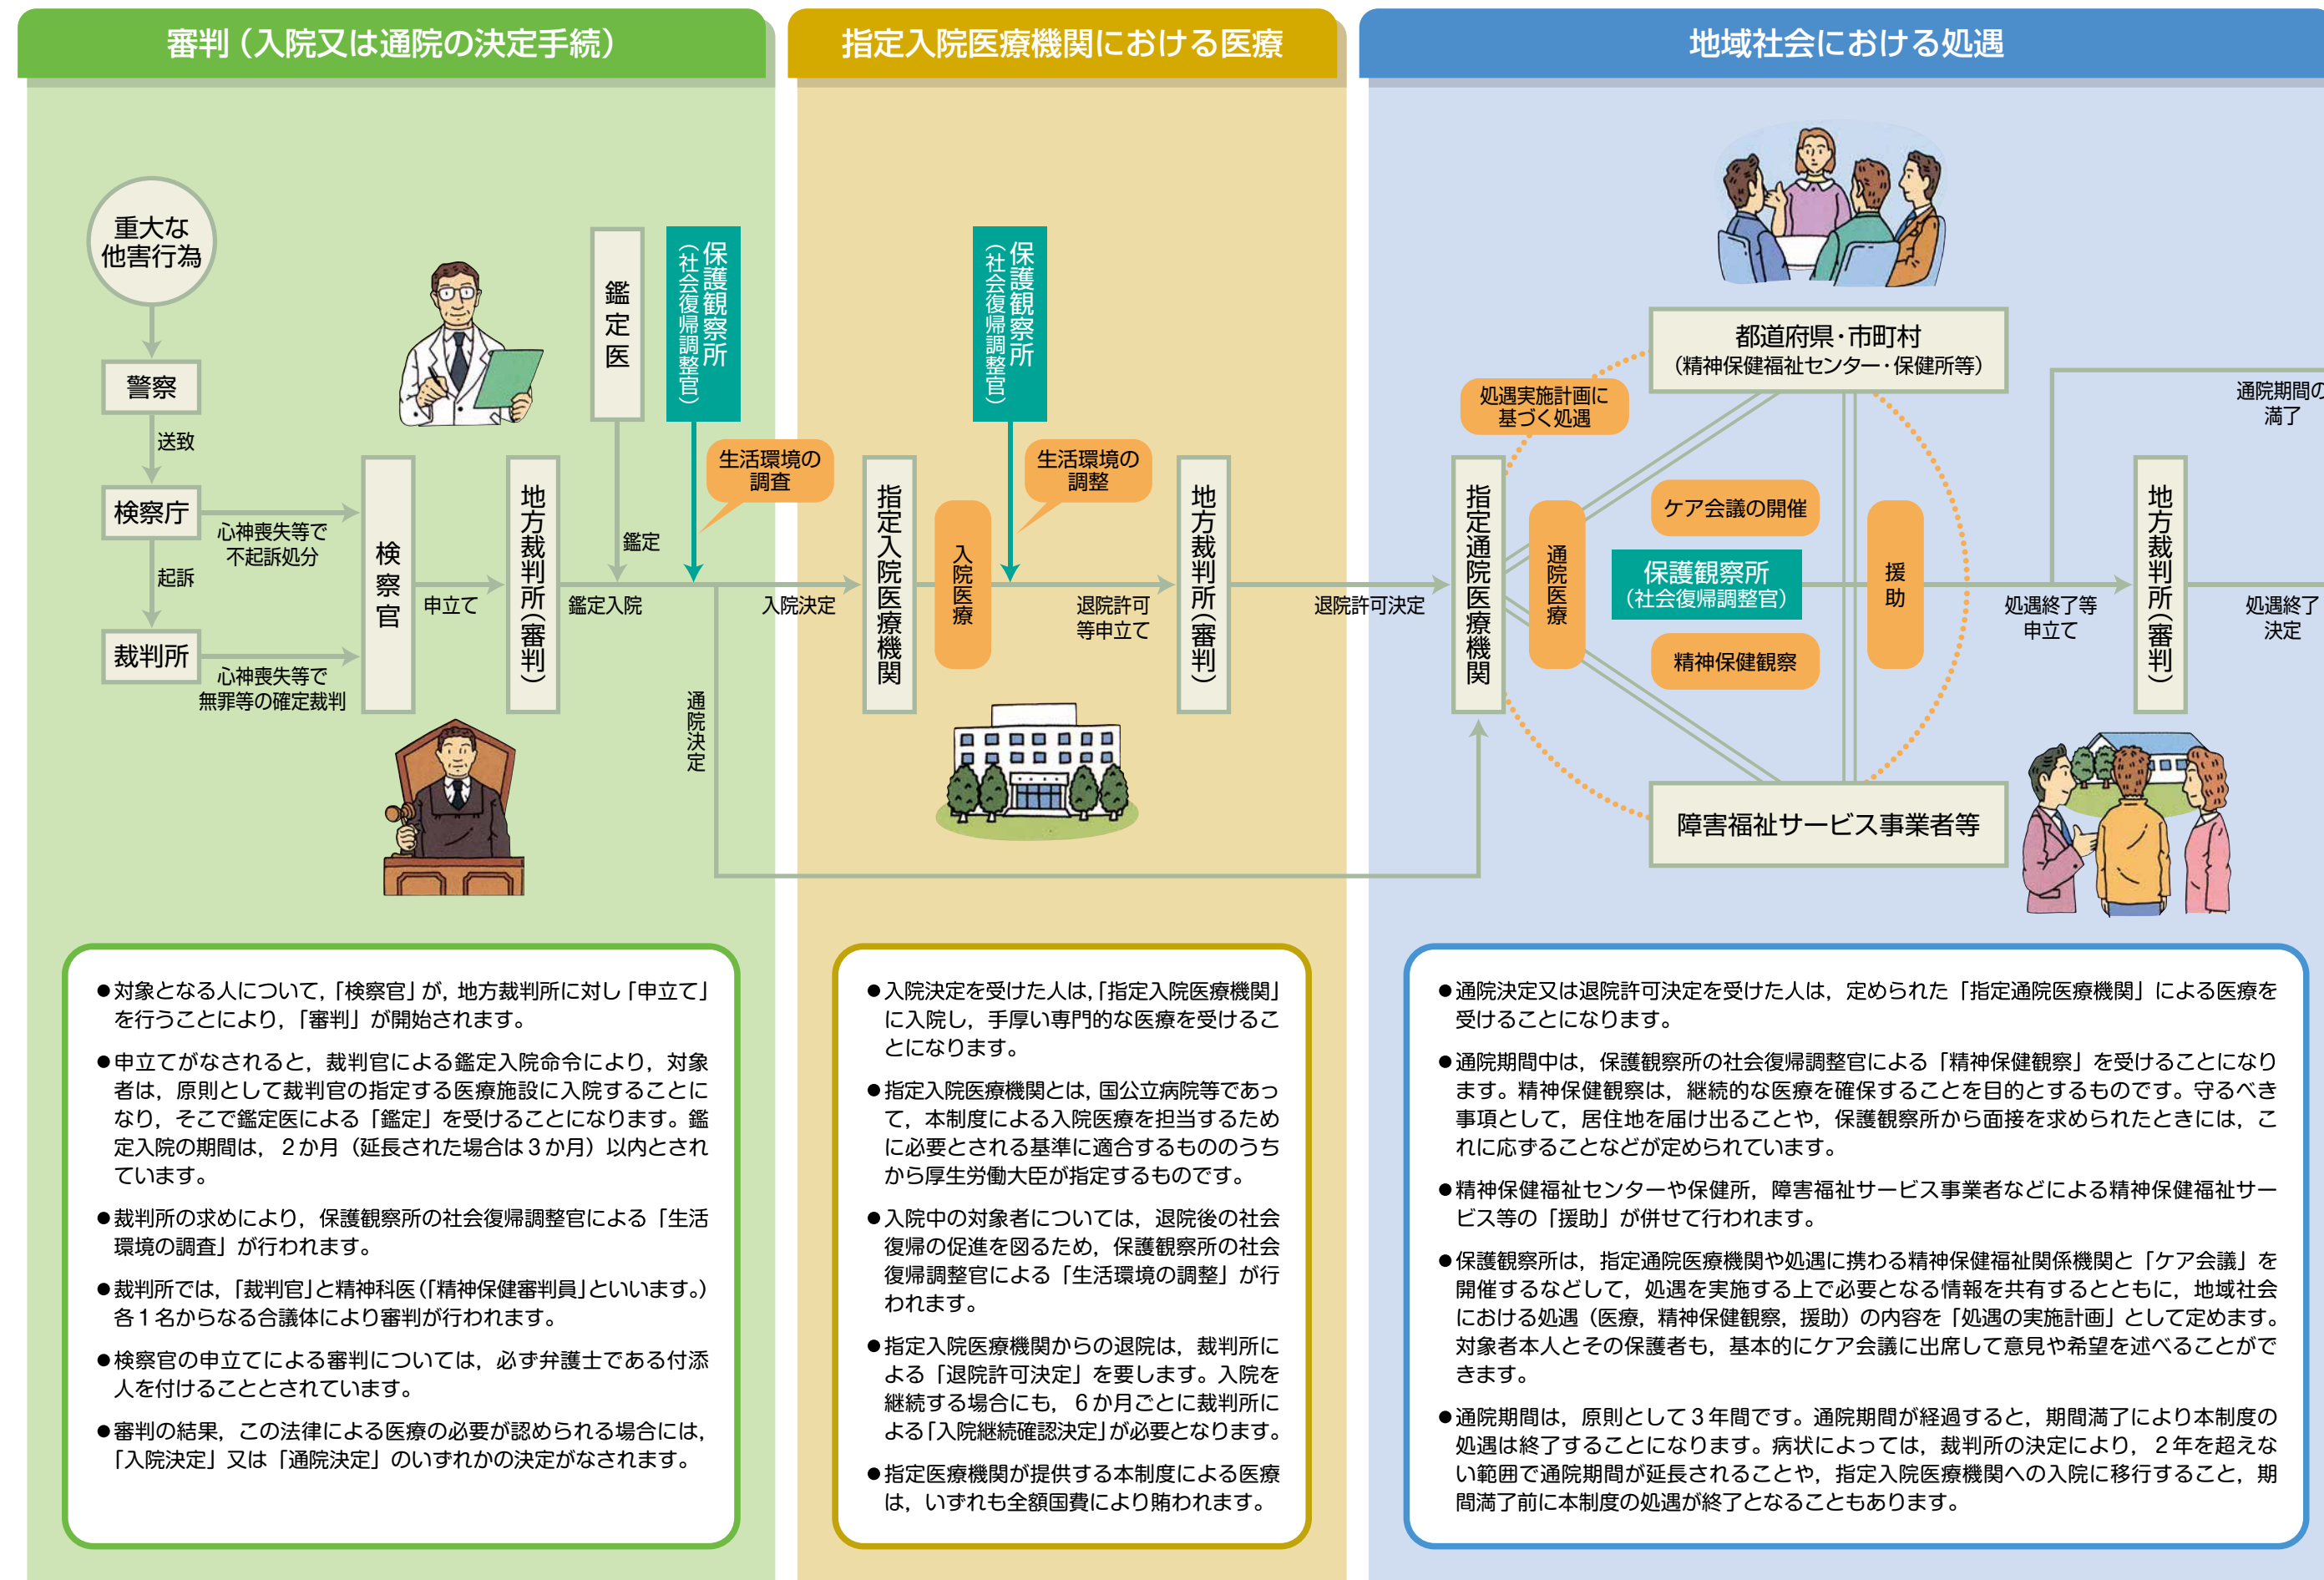 審判（入院又は通院の決定手続）
重大な
他害行為
警察
送致
検察庁
心神喪失等で
不起訴処分
起訴
裁判所
心神喪失等で
無罪等の確定裁判
検察官
申立て
地方裁判所（審判）
鑑定医
鑑定
鑑定入院
保護観察所
（社会復帰調整官）
生活環境の
調査
入院決定
通院決定
●対象となる人について，「検察官」が，地方裁判所に対し「申立て」
を行うことにより，「審判」が開始されます。
●申立てがなされると，裁判官による鑑定入院命令により，対象
者は，原則として裁判官の指定する医療施設に入院することに
なり，そこで鑑定医による「鑑定」を受けることになります。鑑
定入院の期間は，２か月（延長された場合は３か月）以内とされ
ています。
●裁判所の求めにより，保護観察所の社会復帰調整官による「生活
環境の調査」が行われます。
●裁判所では，「裁判官」と精神科医（「精神保健審判員」といいます。）
各１名からなる合議体により審判が行われます。
●検察官の申立てによる審判については，必ず弁護士である付添
人を付けることとされています。
●審判の結果，この法律による医療の必要が認められる場合には，
「入院決定」又は「通院決定」のいずれかの決定がなされます。
指定入院医療機関における医療
保護観察所
（社会復帰調整官）
生活環境の
調整
指定入院医療機関
入院医療
退院許可
等申立て
地方裁判所（審判）
退院許可決定
●入院決定を受けた人は，「指定入院医療機関」
に入院し，手厚い専門的な医療を受けるこ
とになります。
●指定入院医療機関とは，国公立病院等であっ
て，本制度による入院医療を担当するため
に必要とされる基準に適合するもののうち
から厚生労働大臣が指定するものです。
●入院中の対象者については，退院後の社会
復帰の促進を図るため，保護観察所の社会
復帰調整官による「生活環境の調整」が行
われます。
●指定入院医療機関からの退院は，裁判所に
よる「退院許可決定」を要します。入院を
継続する場合にも，６か月ごとに裁判所に
よる「入院継続確認決定」が必要となります。
●指定医療機関が提供する本制度による医療
は，いずれも全額国費により賄われます。
地域社会における処遇
都道府県・市町村
（精神保健福祉センター・保健所等）
処遇実施計画に
基づく処遇
指定通院医療機関
通院医療
ケア会議の開催
保護観察所
（社会復帰調整官）
精神保健観察
援助
障害福祉サービス事業者等
処遇終了等
申立て
通院期間の
満了
地方裁判所（審判）
処遇終了
決定
●通院決定又は退院許可決定を受けた人は，定められた「指定通院医療機関」による医療を
受けることになります。
●通院期間中は，保護観察所の社会復帰調整官による「精神保健観察」を受けることになり
ます。精神保健観察は，継続的な医療を確保することを目的とするものです。守るべき
事項として，居住地を届け出ることや，保護観察所から面接を求められたときには，こ
れに応ずることなどが定められています。
●精神保健福祉センターや保健所，障害福祉サービス事業者などによる精神保健福祉サー
ビス等の「援助」が併せて行われます。
●保護観察所は，指定通院医療機関や処遇に携わる精神保健福祉関係機関と「ケア会議」を
開催するなどして，処遇を実施する上で必要となる情報を共有するとともに，地域社会
における処遇（医療，精神保健観察，援助）の内容を「処遇の実施計画」として定めます。
対象者本人とその保護者も，基本的にケア会議に出席して意見や希望を述べることがで
きます。
●通院期間は，原則として３年間です。通院期間が経過すると，期間満了により本制度の
処遇は終了することになります。病状によっては，裁判所の決定により，２年を超えな
い範囲で通院期間が延長されることや，指定入院医療機関への入院に移行すること，期
間満了前に本制度の処遇が終了となることもあります。